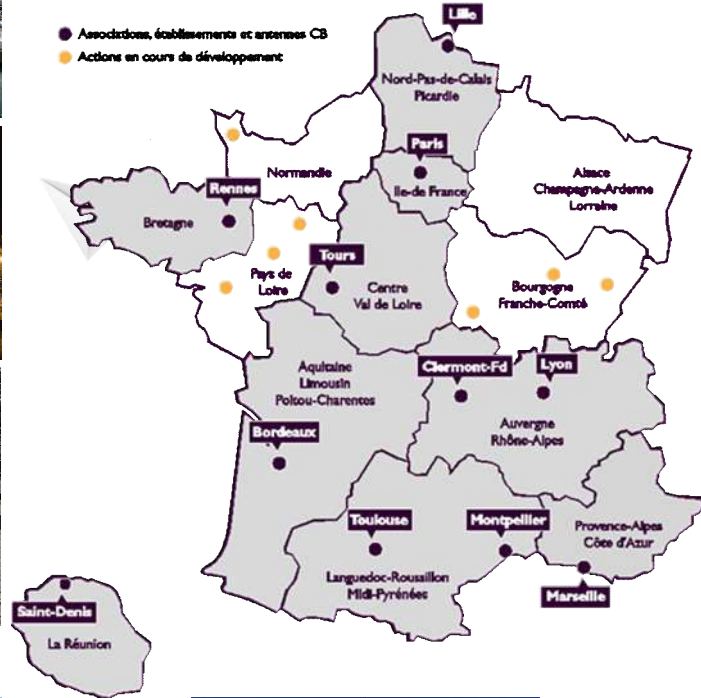 Associations, établissements et antennes CB
Actions en cours de développement
Lille
Nord-Pas-de-Calais
Picardie
Paris
Ile-de France
Normandie
Alsace
Champagne-Ardenne
Lorraine
Rennes
Bretagne
Pays de
Loire
Tours
Centre
Val de Loire
Bourgogne
Franche-Comté
Aquitaine
Limousin
Poitou-Charentes
Clermont-Fd
Lyon
Auvergne
Rhône-Alpes
Bordeaux
Toulouse
Montpellier
Languedoc-Roussillon
Midi-Pyrénées
Provence-Alpes
Côte d'Azur
Marseille
Saint-Denis
La Réunion